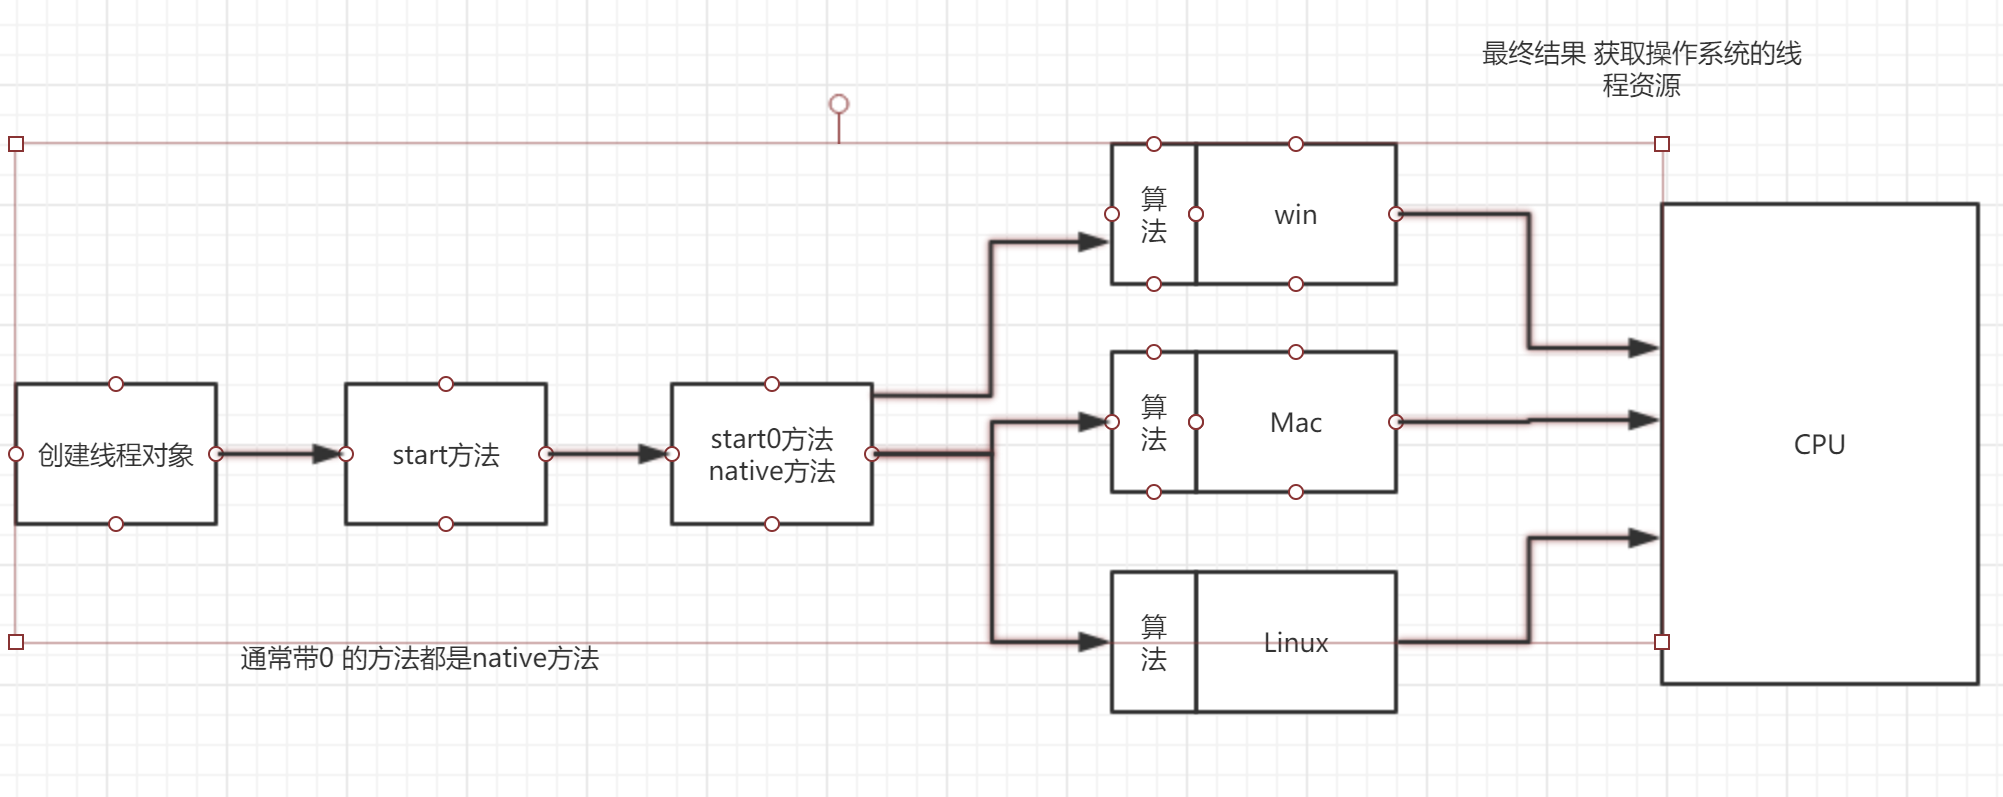 最终结果 获取操作系统的线
程资源
算
法
win
创建线程对象
start方法
start0方法
native方法
算
法
Mac
CPU
算
法
Linux
通常带0 的方法都是native方法